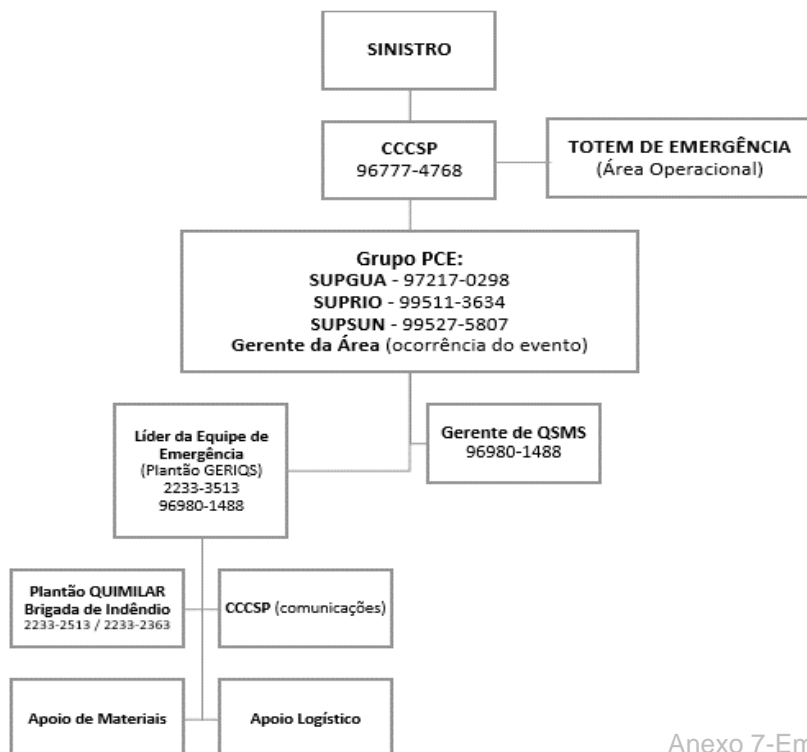 SINISTRO
CCCSP
96777-4768
TOTEM DE EMERGÊNCIA
(Área Operacional)
Grupo PCE:
SUPGUA - 97217-0298
SUPRIO - 99511-3634
SUPSUN - 99527-5807
Gerente da Área (ocorrência do evento)
Líder da Equipe de
Emergência
(Plantão GERIQS)
2233-3513
96980-1488
Gerente de QSMS
96980-1488
Plantão QUIMILAR
Brigada de Indêndio
2233-2513 / 2233-2363
CCCSP (comunicações)
Apoio de Materiais
Apoio Logístico
Anexo 7-Em